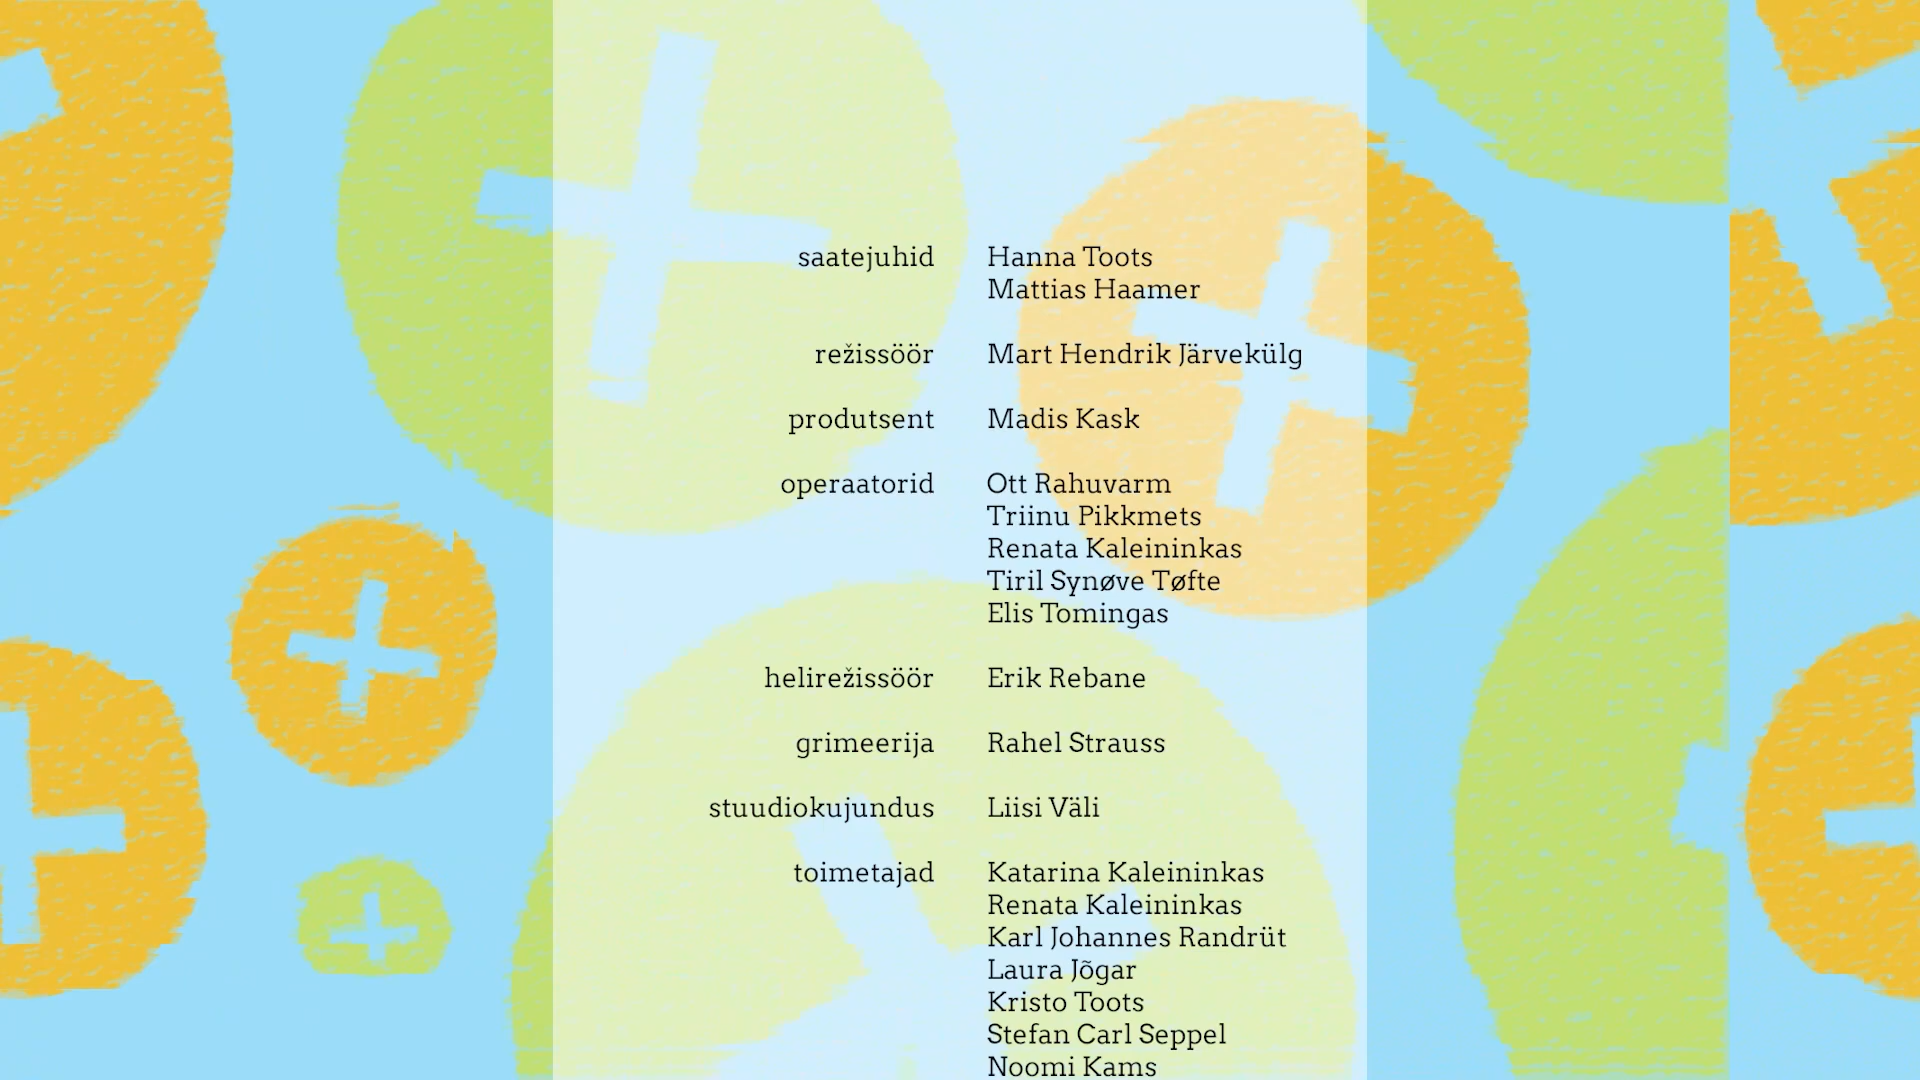 saatejuhid Hanna Toots
Mattias Haamer
režissöör Mart Hendrik Järvekülg
produtsent Madis Kask
operaatorid Ott Rahuvarm
Triinu Pikkmets
Renata Kaleininkas
Tiril Synøve Tøfte
Elis Tomingas
helirežissöör Erik Rebane
grimeerija Rahel Strauss
stuudiokujundus Liisi Väli
toimetajad Katarina Kaleininkas
Renata Kaleininkas
Karl Johannes Randrüt
Laura Jõgar
Kristo Toots
Stefan Carl Seppel
Noomi Kams